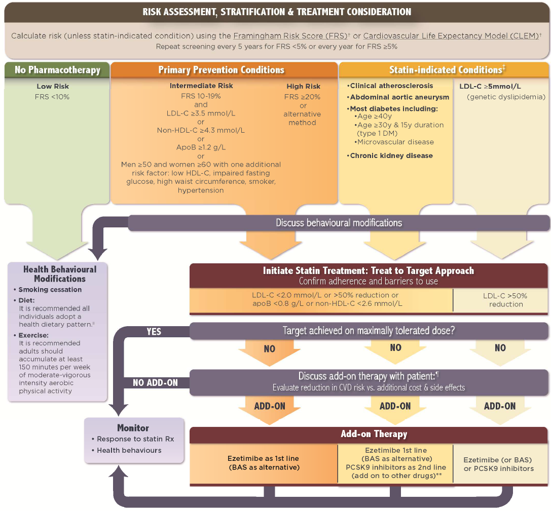 RISK ASSESSMENT, STRATIFICATION & TREATMENT CONSIDERATION
Calculate risk (unless statin-indicated condition) using the Framingham Risk Score (FRS)† or Cardiovascular Life Expectancy Model (CLEM)†
Repeat screening every 5 years for FRS <5% or every year for FRS ≥5%
No Pharmacotherapy
Low Risk
FRS <10%
Primary Prevention Conditions
Intermediate Risk
FRS 10-19%
and
LDL-C ≥3.5 mmol/L
or
Non-HDL-C ≥4.3 mmol/L
or
ApoB ≥1.2 g/L
or
Men ≥50 and women ≥60 with one additional
risk factor: low HDL-C, impaired fasting
glucose, high waist circumference, smoker,
hypertension
High Risk
FRS ≥20%
or
alternative
method
Statin-indicated Conditions‡
•Clinical atherosclerosis
•Abdominal aortic aneurysm
•Most diabetes including:
•Age ≥40y
•Age ≥30y & 15y duration
(type 1 DM)
•Microvascular disease
•Chronic kidney disease
LDL-C ≥5mmol/L
(genetic dyslipidemia)
Discuss behavioural modifications
Health Behavioural
Modifications
• Smoking cessation
• Diet:
It is recommended all
individuals adopt a
health dietary pattern.
• Exercise:
It is recommended
adults should
accumulate at least
150 minutes per week
of moderate-vigorous
intensity aerobic
physical activity
Initiate Statin Treatment: Treat to Target Approach
Confirm adherence and barriers to use
LDL-C <2.0 mmol/L or >50% reduction or
apoB <0.8 g/L or non-HDL-C <2.6 mmol/L
LDL-C >50%
reduction
YES
Target achieved on maximally tolerated dose?
NO
NO
NO
NO ADD-ON
Discuss add-on therapy with patient:¶
Evaluate reduction in CVD risk vs. additional cost & side effects
ADD-ON
ADD-ON
ADD-ON
Monitor
• Response to statin Rx
• Health behaviours
Add-on Therapy
Ezetimibe as 1st line
(BAS as alternative)
Ezetimibe 1st line
(BAS as alternative)
PCSK9 inhibitors as 2nd line
(add on to other drugs)**
Ezetimibe (or BAS)
or PCSK9 inhibitors